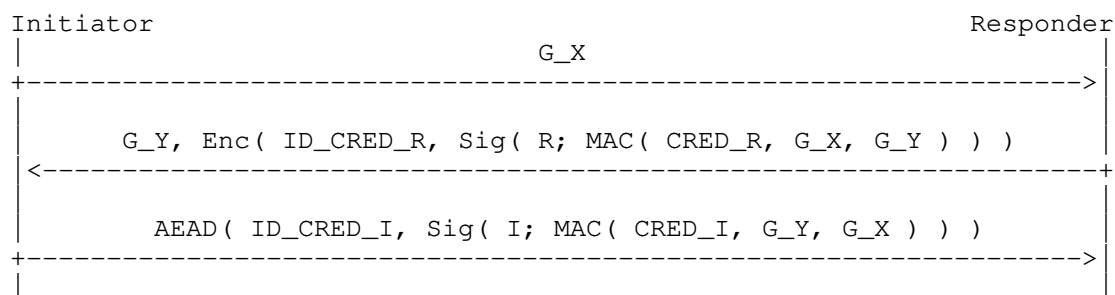 Initiator Responder
G_X
G_Y, Enc( ID_CRED_R, Sig( R; MAC( CRED_R, G_X, G_Y ) ) )
AEAD( ID_CRED_I, Sig( I; MAC( CRED_I, G_Y, G_X ) ) )